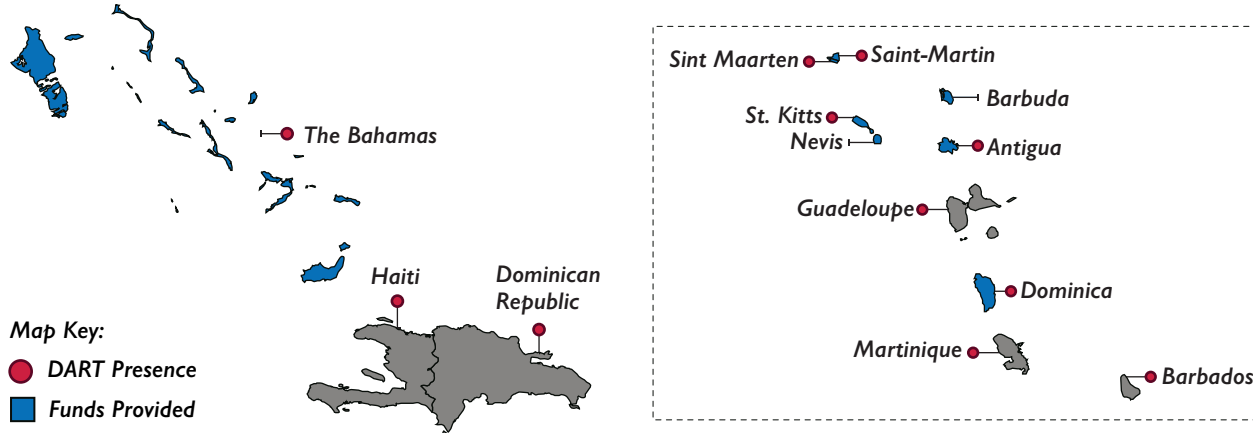 The Bahamas
Haiti
Dominican
Republic
Map Key:
DART Presence
Funds Provided
Sint Maarten
Saint-Martin
Barbuda
St. Kitts
Nevis
Antigua
Guadeloupe
Dominica
Martinique
Barbados